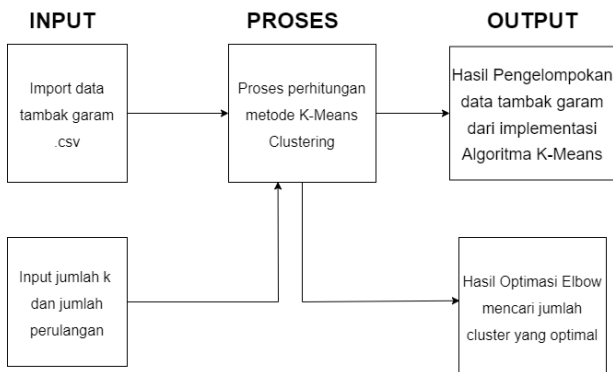 INPUT
PROSES
OUTPUT
Import data
tambak garam
.csv
Proses perhitungan
metode K-Means
Clustering
Hasil Pengelompokan
data tambak garam
dari implementasi
Algoritma K-Means
Input jumlah k
dan jumlah
perulangan
Hasil Optimasi Elbow
mencari jumlah
cluster yang optimal